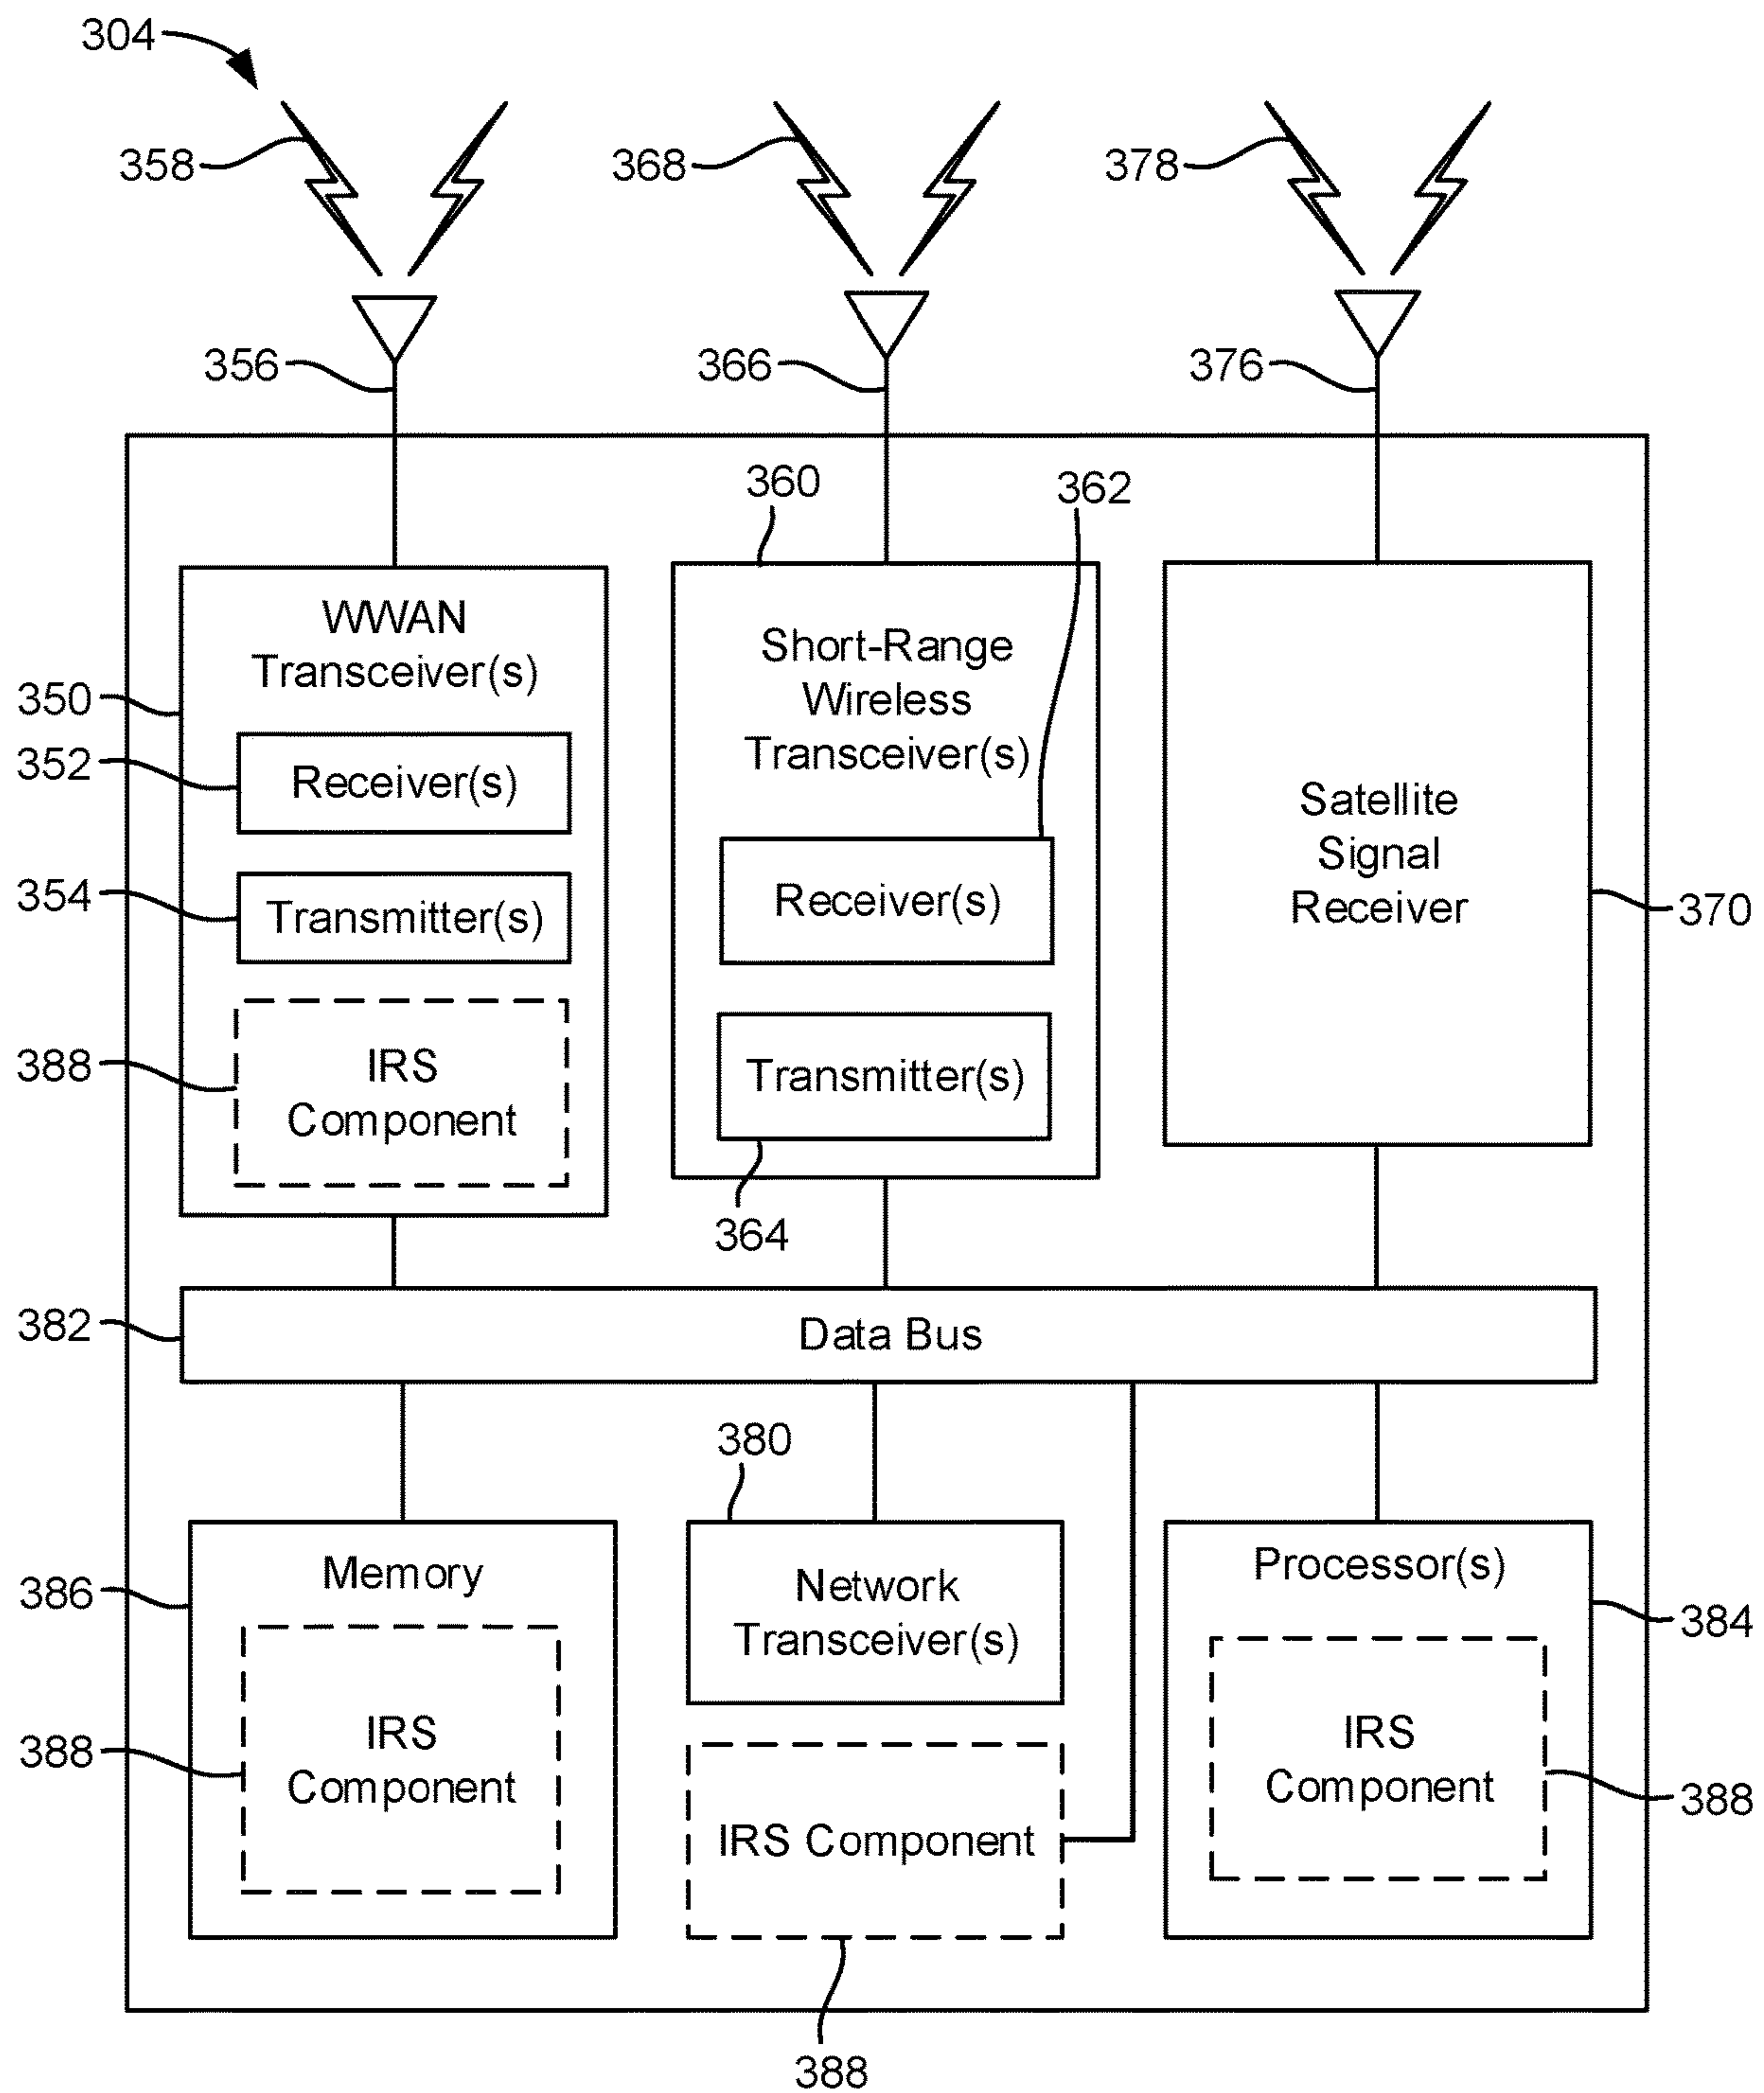 304
358
368
378
356
366
376
360
362
WWAN
Transceiver(s)
350
Short-Range
Wireless
Transceiver(s)
352
Receiver(s)
Satellite
Signal
Receiver
354
Transmitter(s)
Receiver(s)
370
388
IRS
Component
Transmitter(s)
364
382
Data Bus
380
386
Memory
Network
Transceiver(s)
Processor(s)
384
388
IRS
Component
IRS Component
IRS
Component
388
388